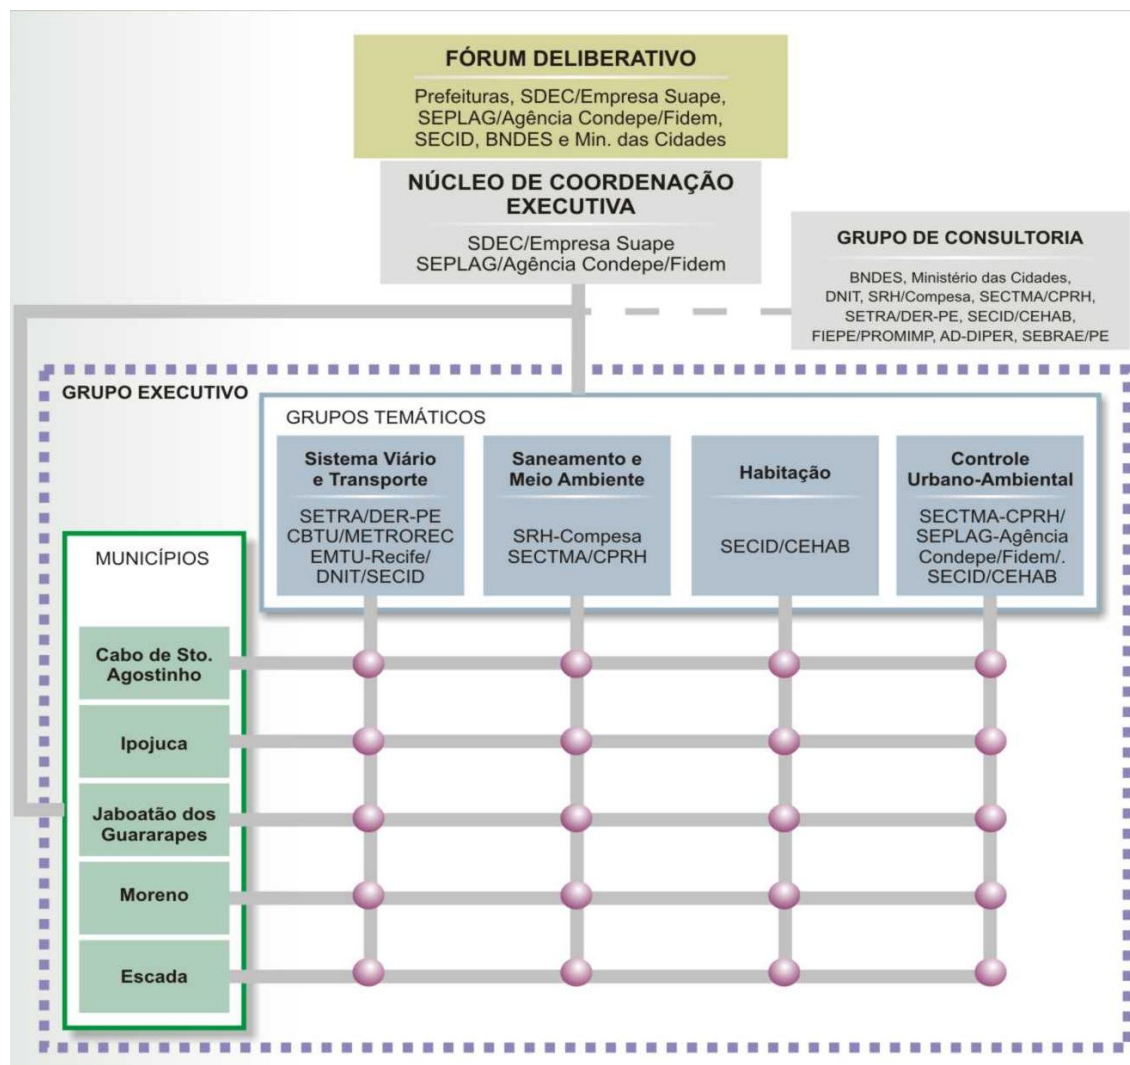 FÓRUM DELIBERATIVO
Prefeituras, SDEC/Empresa Suape,
SEPLAG/Agência Condepe/Fidem,
SECID, BNDES e Min. das Cidades
NÚCLEO DE COORDENAÇÃO
EXECUTIVA
SDEC/Empresa Suape
SEPLAG/Agência Condepe/Fidem
GRUPO DE CONSULTORIA
BNDES, Ministério das Cidades,
DNIT, SRH/Compesa, SECTMA/CPRH,
SETRA/DER-PE, SECID/CEHAB,
FIEPE/PROMIMP, AD-DIPER, SEBRAE/PE
GRUPO EXECUTIVO
GRUPOS TEMÁTICOS
Sistema Viário
e Transporte
SETRA/DER-PE
CBTU/METROREC
EMTU-Recife/
DNIT/SECID
Saneamento e
Meio Ambiente
SRH-Compesa
SECTMA/CPRH
Habitação
SECID/CEHAB
Controle
Urbano-Ambiental
SECTMA-CPRH/
SEPLAG-Agência
Condepe/Fidem/.
SECID/CEHAB
MUNICÍPIOS
Cabo de Sto.
Agostinho
Ipojuca
Jaboatão dos
Guararapes
Moreno
Escada